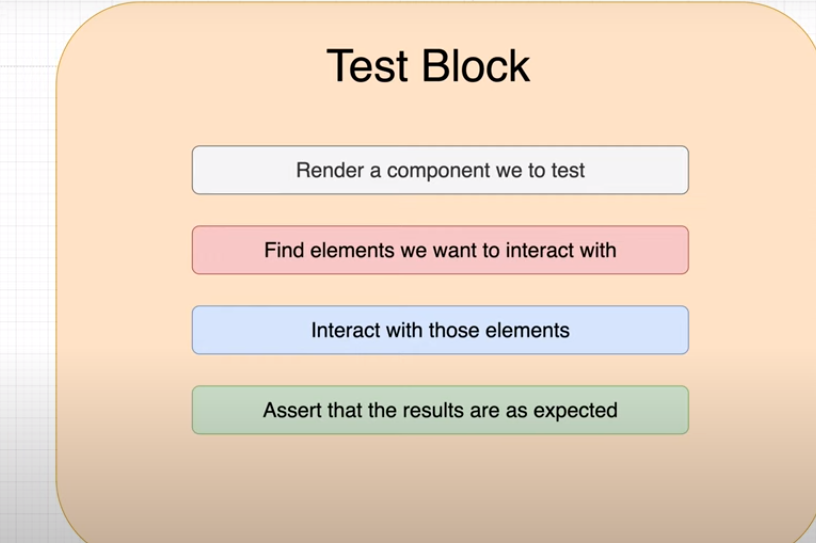 Test Block
Render a component we to test
Find elements we want to interact with
Interact with those elements
Assert that the results are as expected